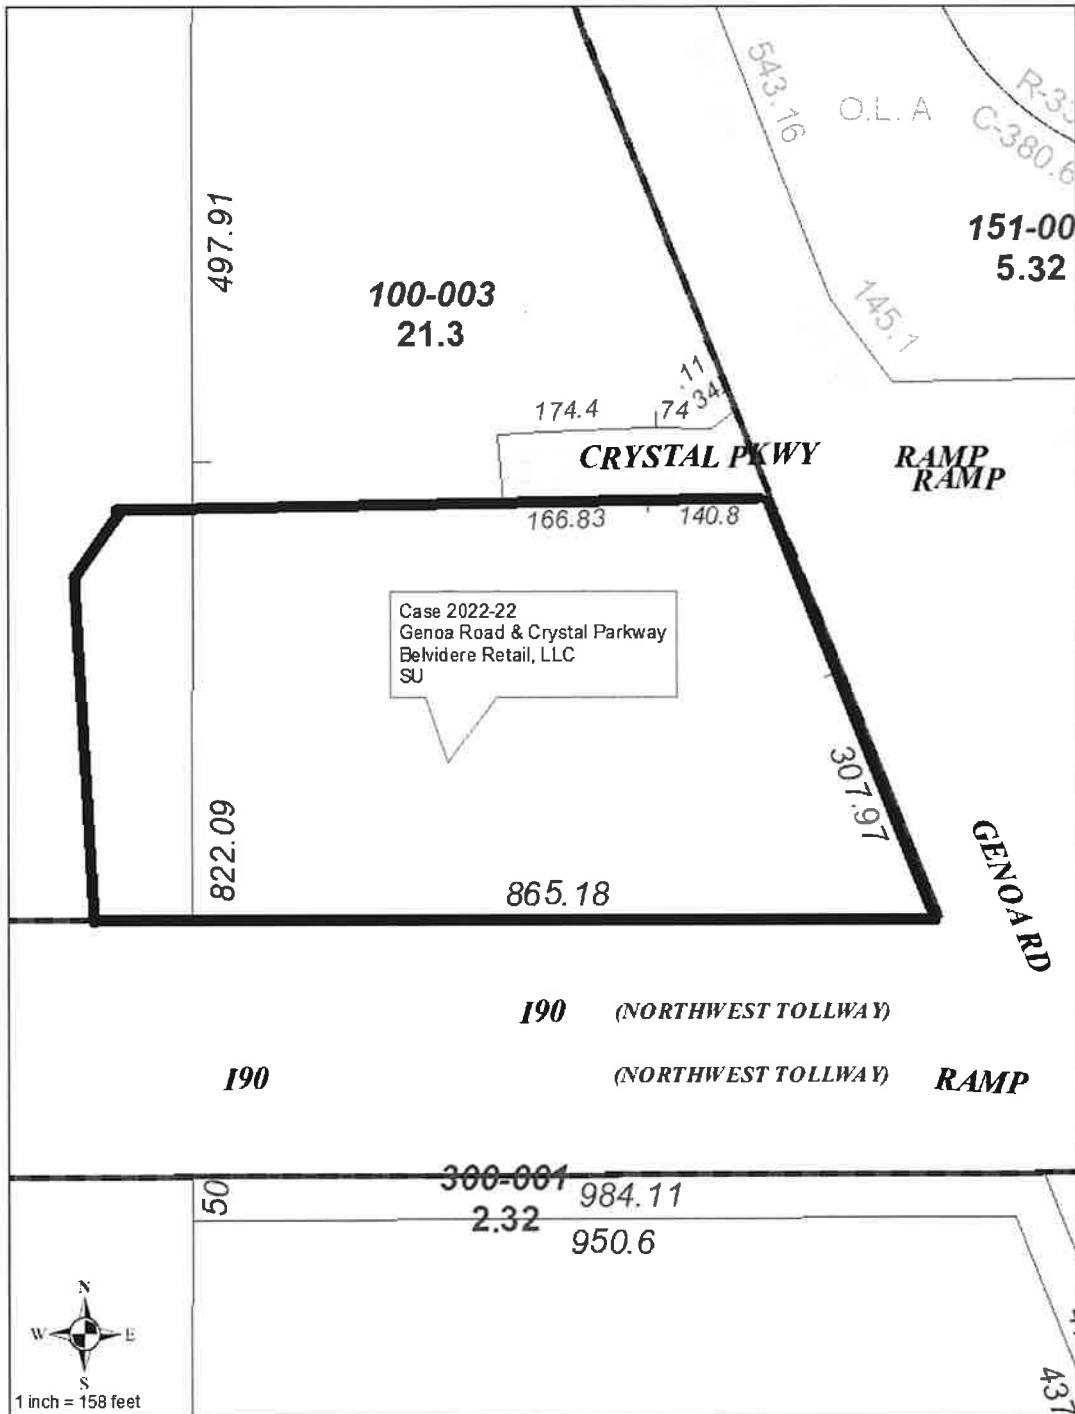 543.16
O.L. A
R-33
C-380.6
497.91
151-00
5.32
100-003
21.3
145.1
.11
34.
174.4
74
CRYSTAL PKWY
RAMP
RAMP
166.83
140.8
Case 2022-22
Genoa Road & Crystal Parkway
Belvidere Retail, LLC
SU
307.97
822.09
865.18
GENOA RD
I90
(NORTHWEST TOLLWAY)
I90
(NORTHWEST TOLLWAY)
RAMP
300-001
984.11
50
2.32
950.6
N
W
E
S
437
1 inch = 158 feet